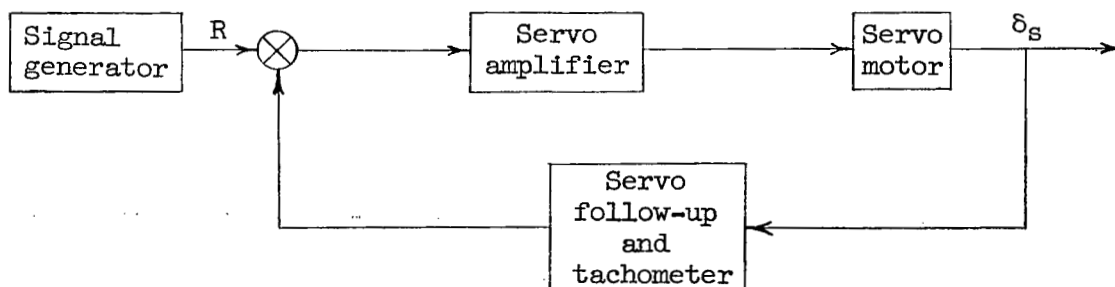 Signal
generator
R
Servo
amplifier
Servo
motor
δS
Servo
follow-up
and
tachometer